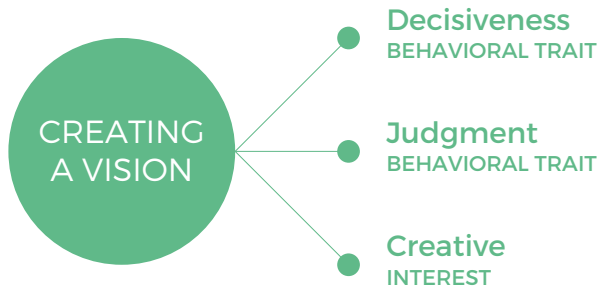 CREATING
A VISION
Decisiveness
BEHAVIORAL TRAIT
Judgment
BEHAVIORAL TRAIT
Creative
INTEREST